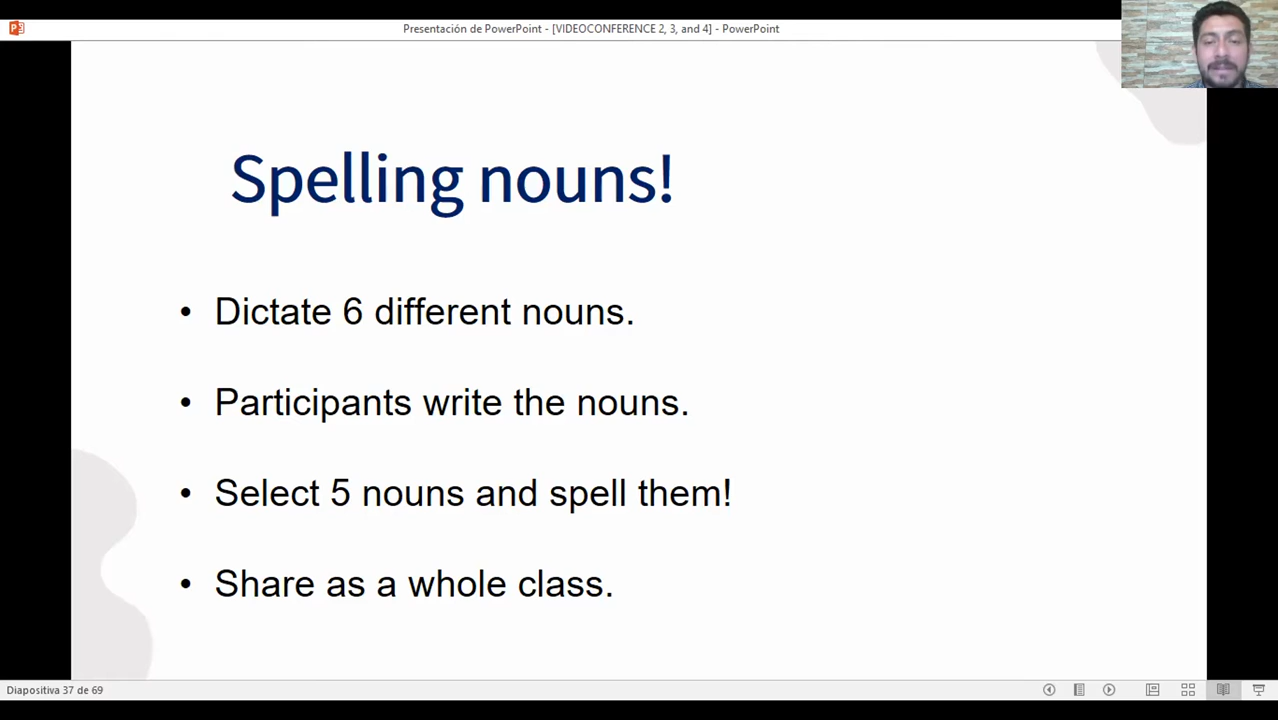 Presentación de PowerPoint - [VIDEOCONFERENCE 2, 3, and 4] - PowerPoint
Spelling nouns!
• Dictate 6 different nouns.
• Participants write the nouns.
• Select 5 nouns and spell them!
• Share as a whole class.
Diapositiva 37 de 69